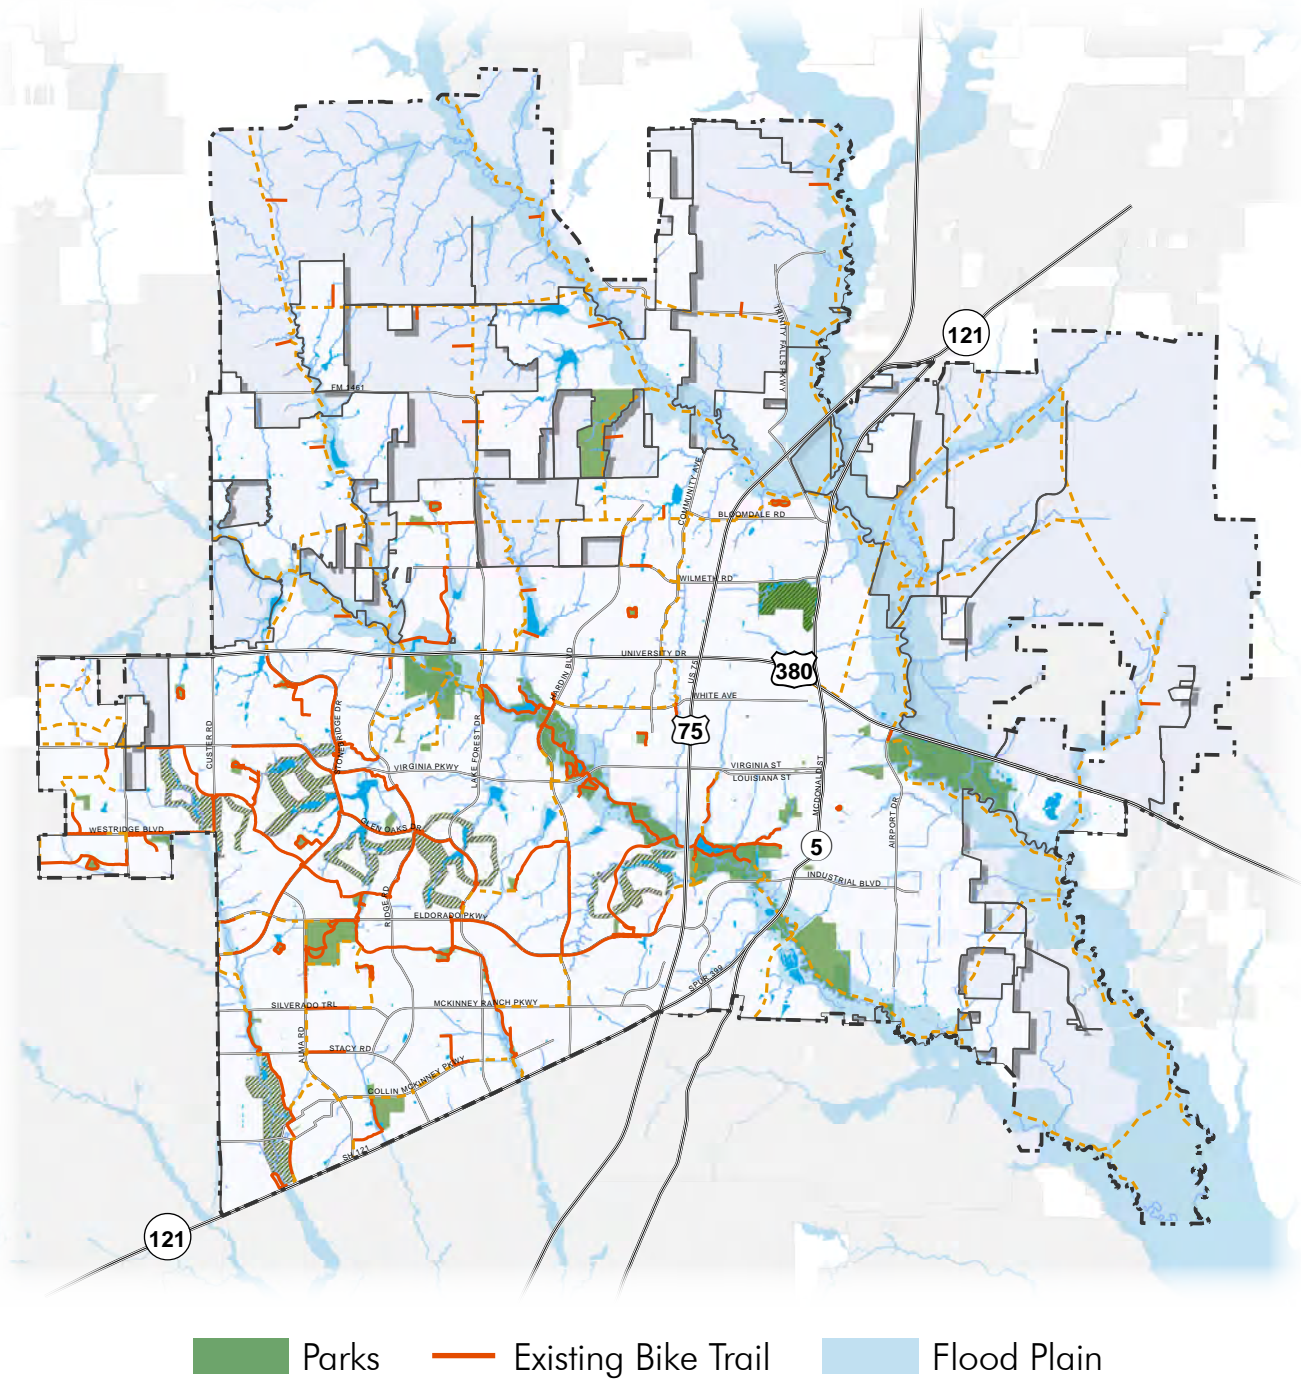 121
TRINITY FALLS PKWY
FM 1461
COMMUNITY AVE
BLOOMDALE RD
WILMETH RD
UNIVERSITY DR
380
HARDIN BLVD
US 75
WHITE AVE
75
CUSTER RD
STONEBRIDGE DR
LAKE FOREST DR
VIRGINIA PKWY
VIRGINIA ST
LOUISIANA ST
MCDONALD ST
AIRPORT DR
WESTRIDGE BLVD
GLEN OAKS DR
5
INDUSTRIAL BLVD
RIDGE RD
ELDORADO PKWY
SPUR 399
SILVERADO TRL
MCKINNEY RANCH PKWY
ALMA RD
STACY RD
COLLIN MCKINNEY PKWY
SH 121
121
Parks
Existing Bike Trail
Flood Plain